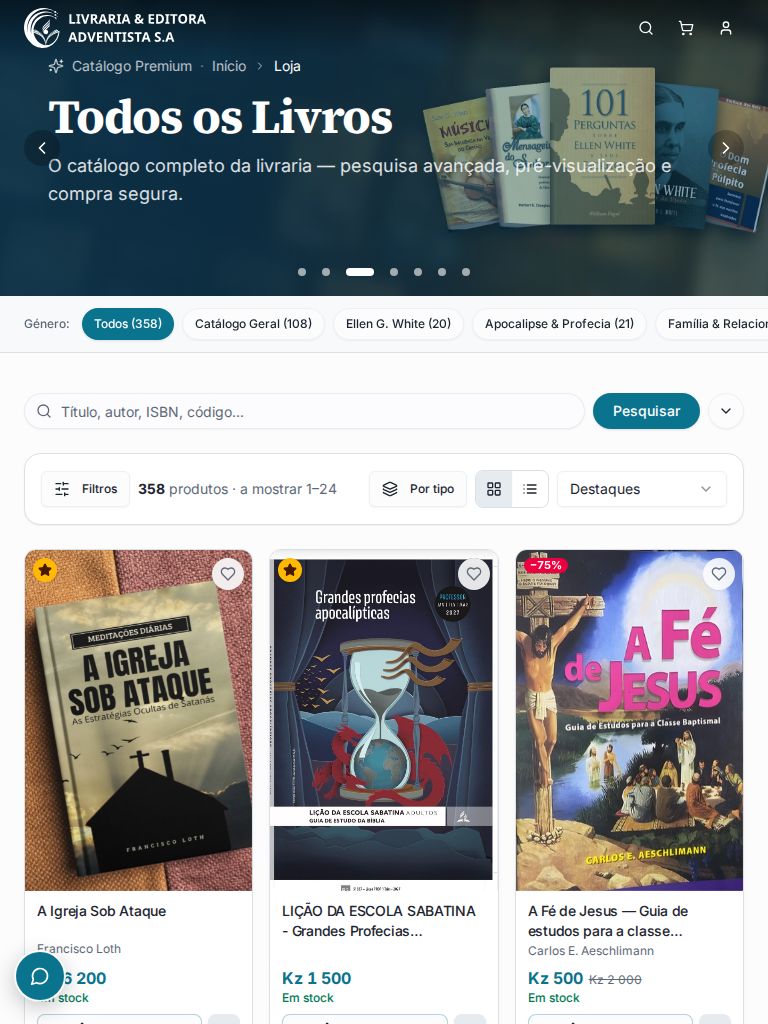 LIVRARIA & EDITORA
ADVENTISTA S.A
Catálogo Premium · Início > Loja
Todos os Livros
O catálogo completo da livraria — pesquisa avançada, pré-visualização e
compra segura.
101
PERGUNTAS
SOBRE
ELLEN WHITE
Género:
Todos (358)
Catálogo Geral (108)
Ellen G. White (20)
Apocalipse & Profecia (21)
Título, autor, ISBN, código...
Pesquisar
Filtros
358 produtos · a mostrar 1–24
Por tipo
Destaques
MEDITAÇÕES DIÁRIAS
A IGREJA
SOB ATAQUE
As Estratégias Ocultas de Satanás
FRANCISCO LOTH
Grandes profecias
apocalípticas
PROFESSOR
2027
LIÇÃO DA ESCOLA SABATINA ADULTOS
GUIA DE ESTUDO DA BÍBLIA
−75%
A Fé
de JESUS
Guia de Estudos para a Classe Baptismal
CARLOS E. AESCHLIMANN
A Igreja Sob Ataque
Francisco Loth
6 200
Em stock
LIÇÃO DA ESCOLA SABATINA
- Grandes Profecias...
Kz 1 500
Em stock
A Fé de Jesus — Guia de
estudos para a classe...
Carlos E. Aeschlimann
Kz 500 Kz 2 000
Em stock